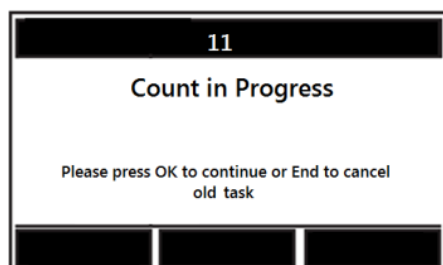 11
Count in Progress
Please press OK to continue or End to cancel
old task